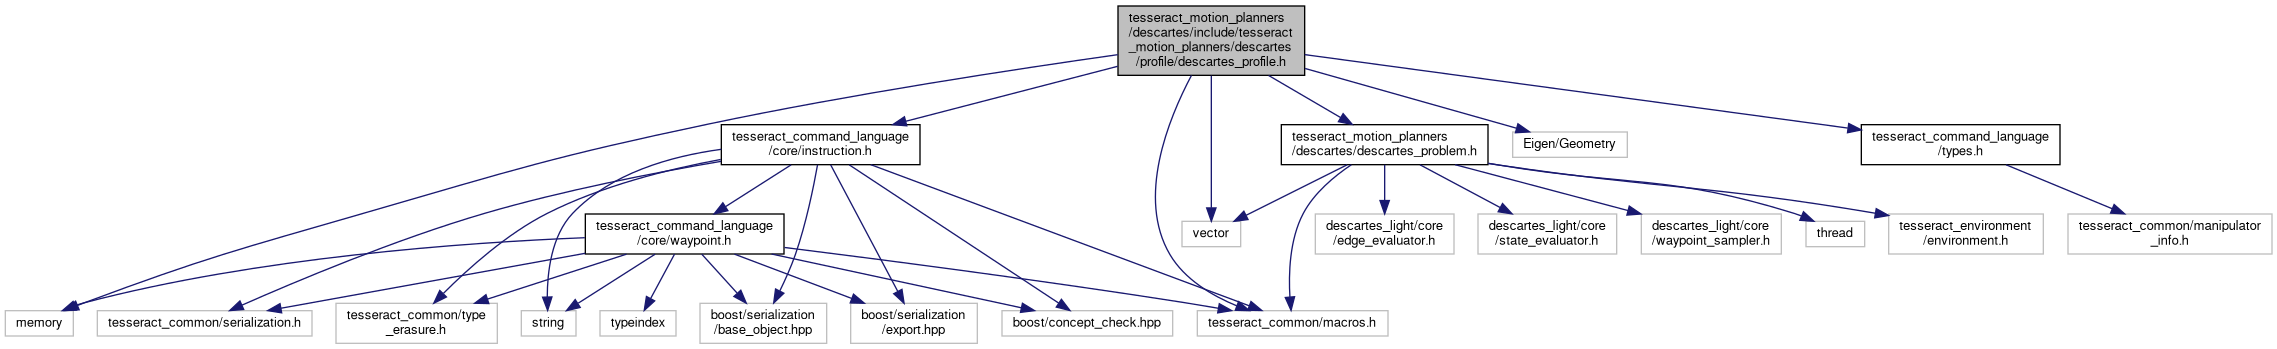 tesseract_motion_planners
/descartes/include/tesseract
_motion_planners/descartes
/profile/descartes_profile.h
tesseract_command_language
/core/instruction.h
tesseract_motion_planners
/descartes/descartes_problem.h
Eigen/Geometry
tesseract_command_language
/types.h
tesseract_command_language
/core/waypoint.h
vector
descartes_light/core
/edge_evaluator.h
descartes_light/core
/state_evaluator.h
descartes_light/core
/waypoint_sampler.h
thread
tesseract_environment
/environment.h
tesseract_common/manipulator
_info.h
memory
tesseract_common/serialization.h
tesseract_common/type
_erasure.h
string
typeindex
boost/serialization
/base_object.hpp
boost/serialization
/export.hpp
boost/concept_check.hpp
tesseract_common/macros.h